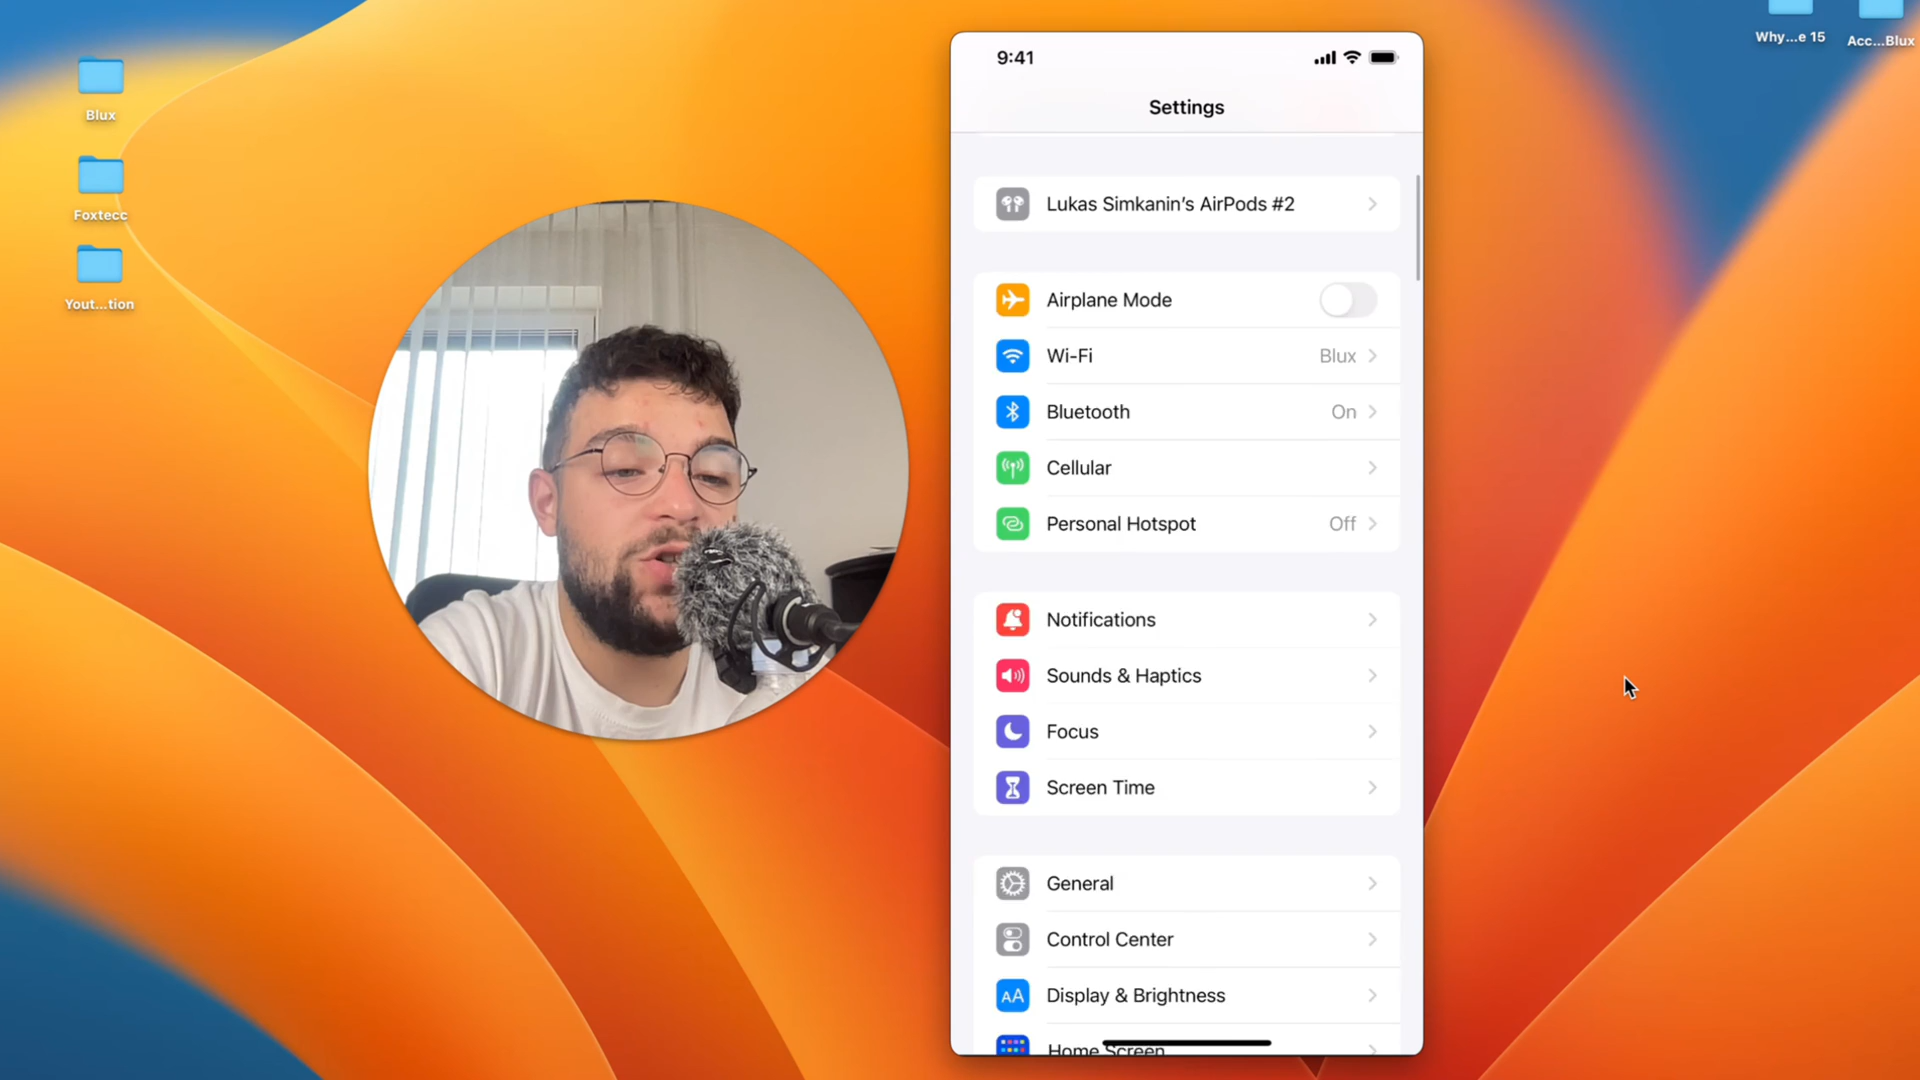 Why...e 15
Acc...Blux
Blux
Foxtecc
Yout...tion
9:41
Settings
Lukas Simkanin's AirPods #2
Airplane Mode
Wi-Fi Blux
Bluetooth On
Cellular
Personal Hotspot Off
Notifications
Sounds & Haptics
Focus
Screen Time
General
Control Center
AA Display & Brightness
Home Screen